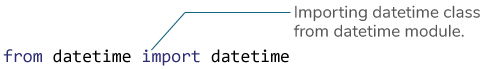 Importing datetime class
from datetime module.
from datetime import datetime